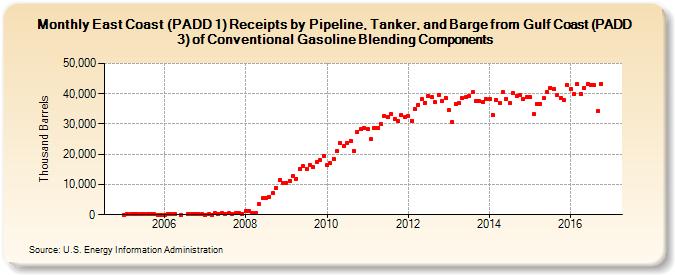 Monthly East Coast (PADD 1) Receipts by Pipeline, Tanker, and Barge from Gulf Coast (PADD
3) of Conventional Gasoline Blending Components
Thousand Barrels
50,000
40,000
30,000
20,000
10,000
0
2006 2008 2010 2012 2014 2016
Source: U.S. Energy Information Administration